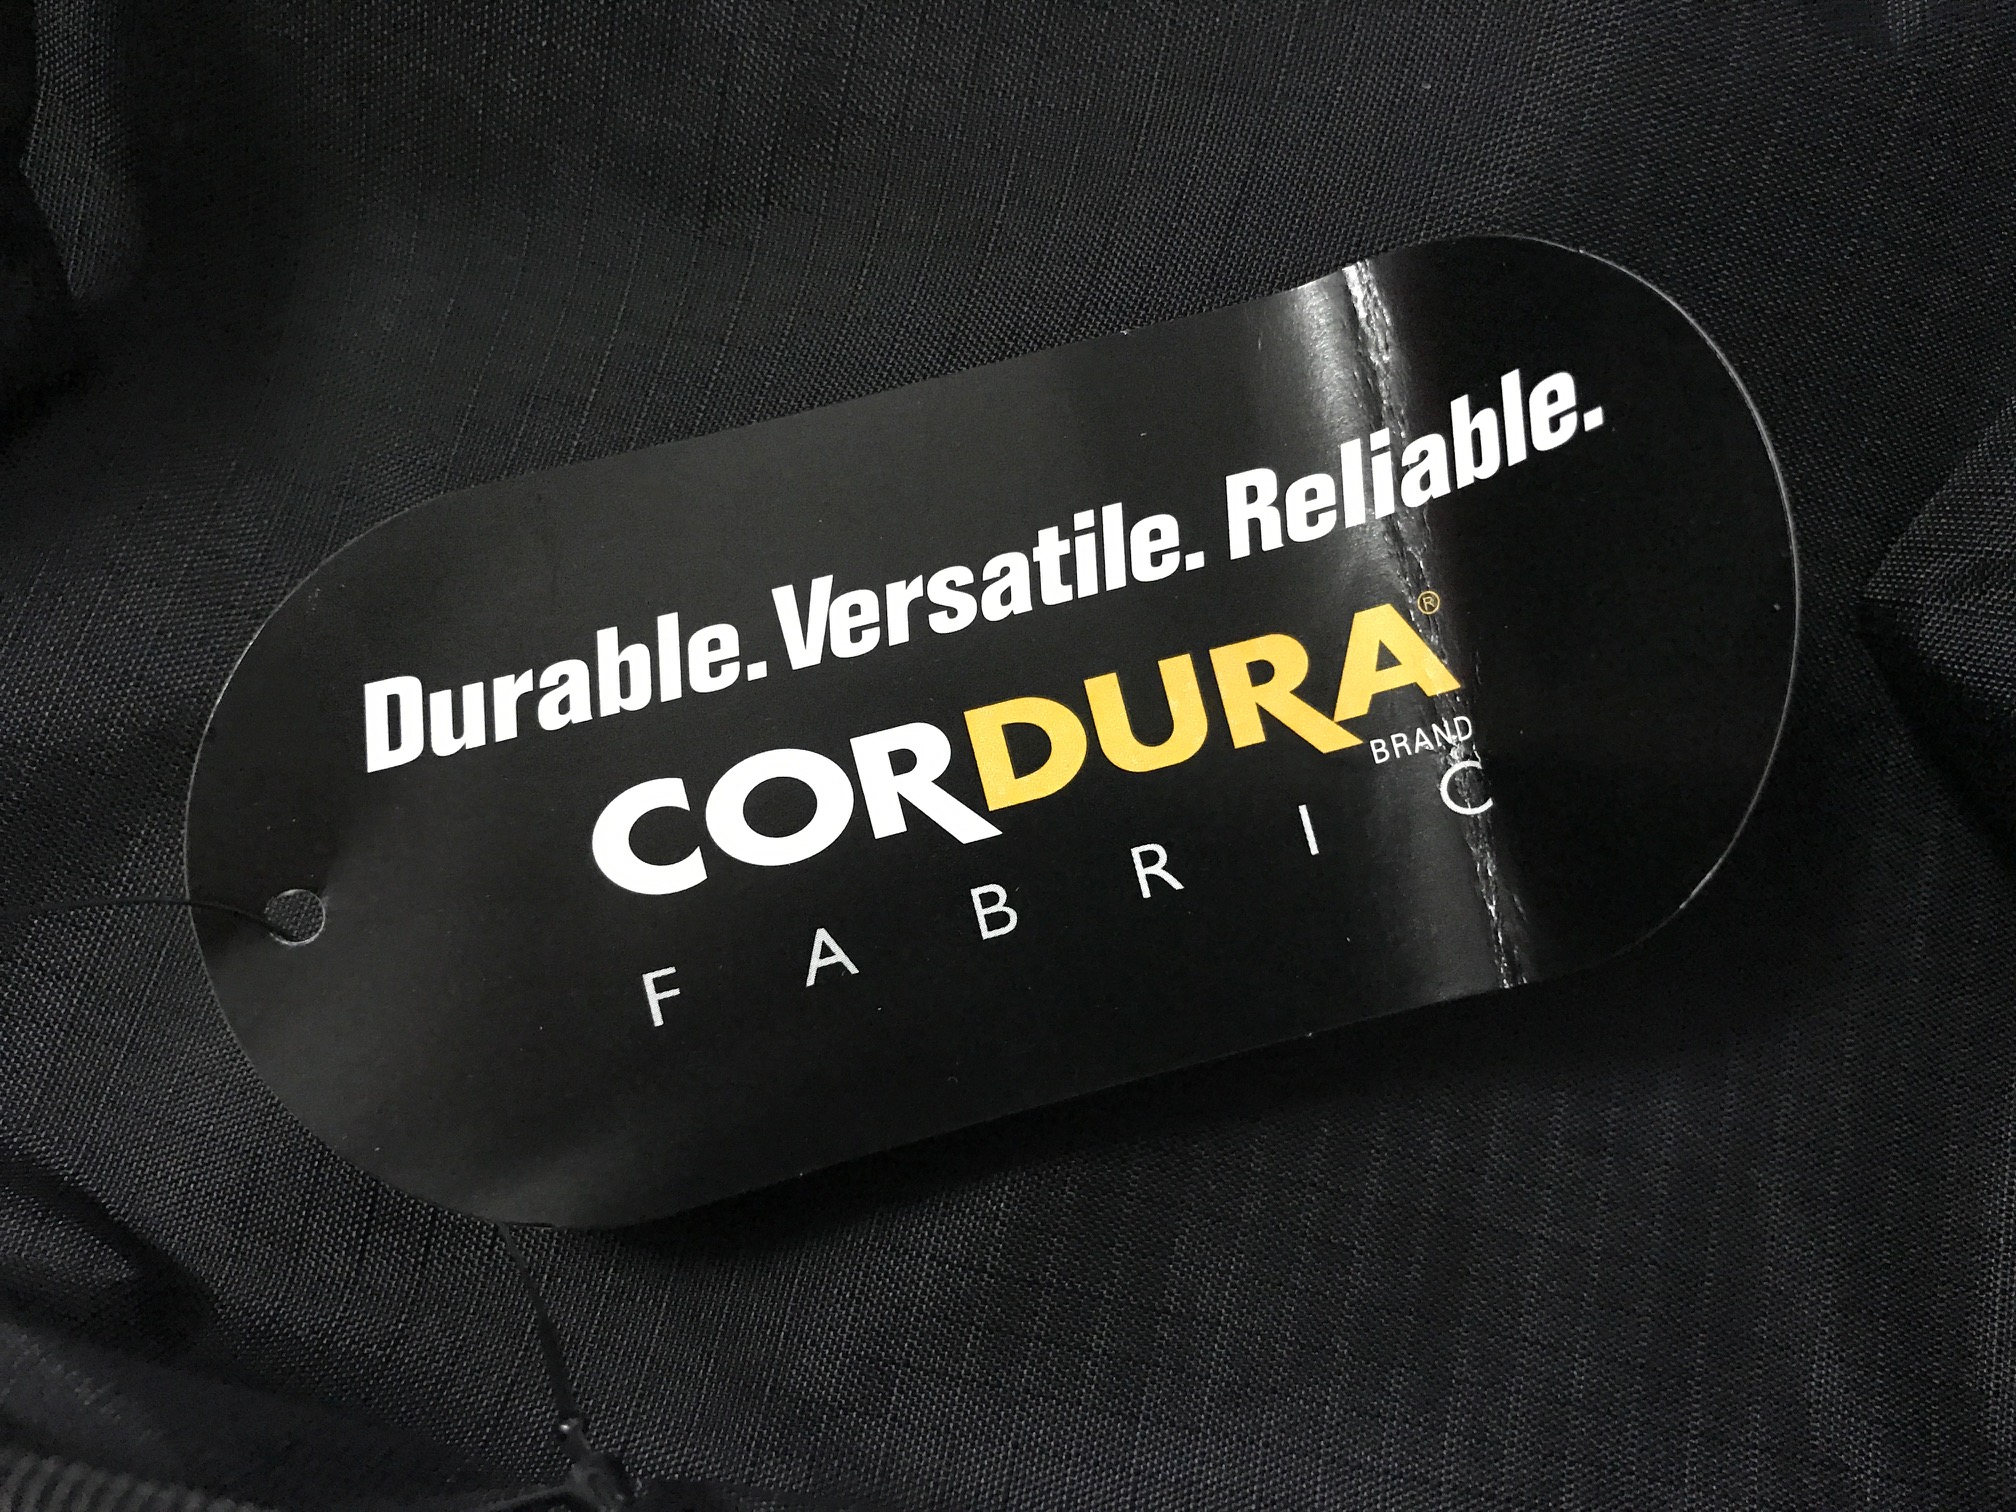 Durable. Versatile. Reliable.
CORDURA®
BRAND
FABRIC